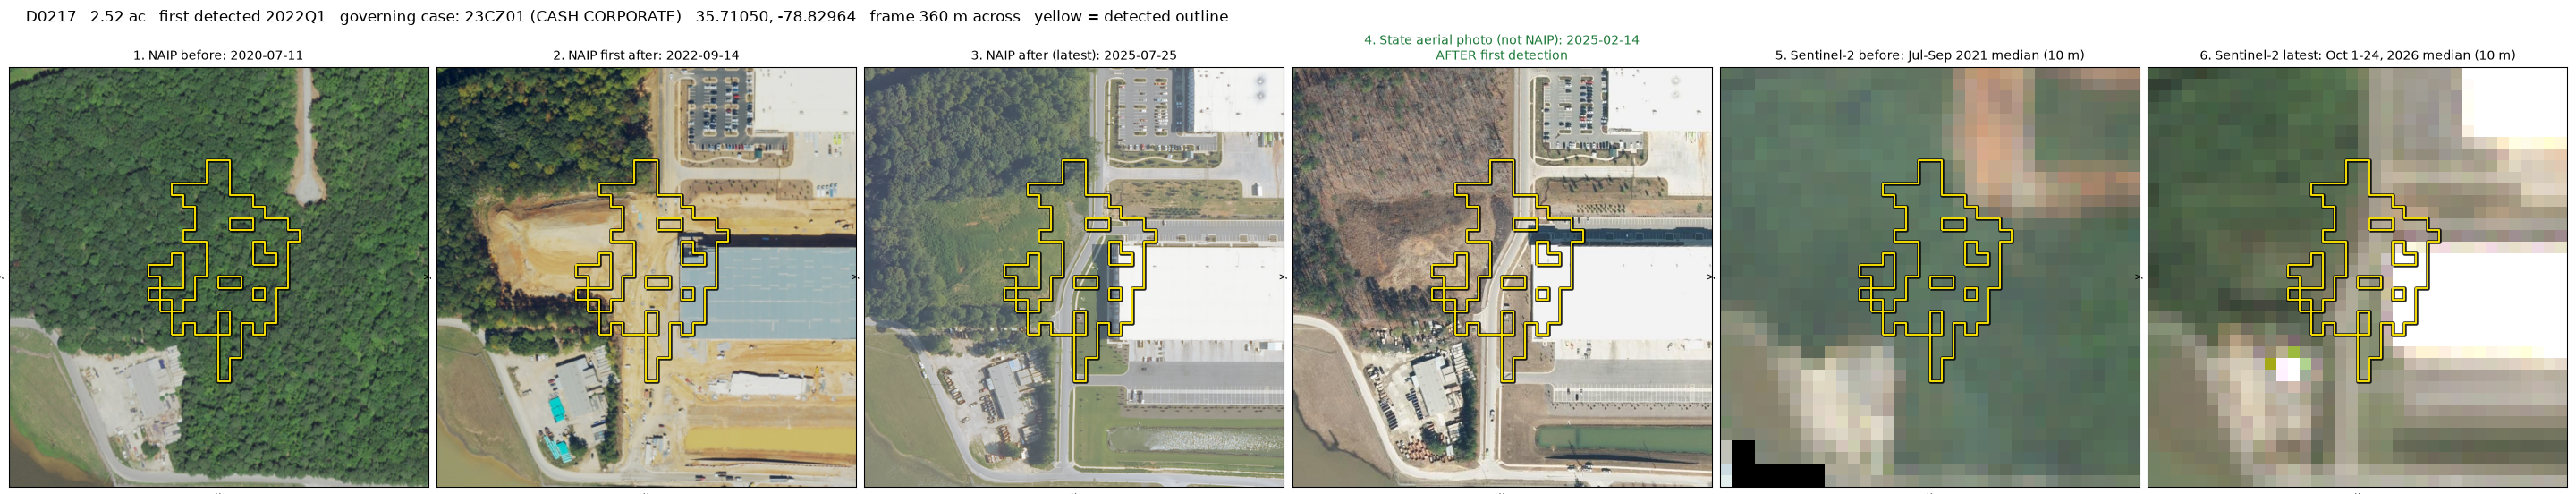 D0217   2.52 ac   first detected 2022Q1   governing case: 23CZ01 (CASH CORPORATE)   35.71050, -78.82964   frame 360 m across   yellow = detected outline
1. NAIP before: 2020-07-11
2. NAIP first after: 2022-09-14
3. NAIP after (latest): 2025-07-25
4. State aerial photo (not NAIP): 2025-02-14
AFTER first detection
5. Sentinel-2 before: Jul-Sep 2021 median (10 m)
6. Sentinel-2 latest: Oct 1-24, 2026 median (10 m)